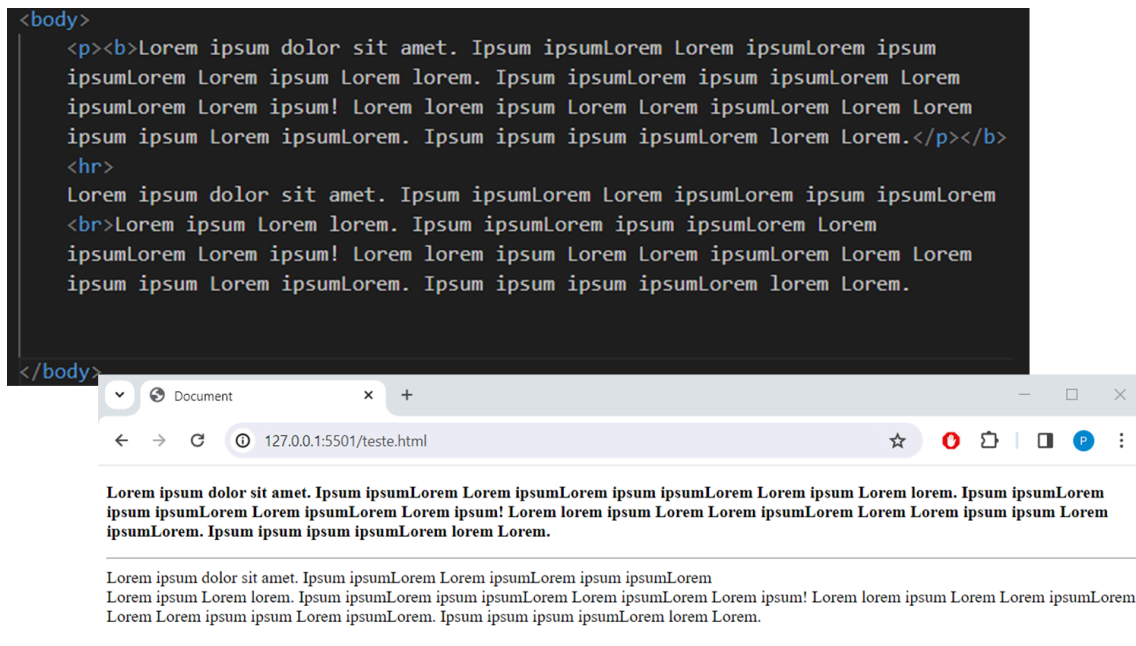 <body>
<p><b>Lorem ipsum dolor sit amet. Ipsum ipsumLorem Lorem ipsumLorem ipsum
ipsumLorem Lorem ipsum Lorem lorem. Ipsum ipsumLorem ipsum ipsumLorem Lorem
ipsumLorem Lorem ipsum! Lorem lorem ipsum Lorem Lorem ipsumLorem Lorem Lorem
ipsum ipsum Lorem ipsumLorem. Ipsum ipsum ipsum ipsumLorem lorem Lorem.</p></b>
<hr>
Lorem ipsum dolor sit amet. Ipsum ipsumLorem Lorem ipsumLorem ipsum ipsumLorem
<br>Lorem ipsum Lorem lorem. Ipsum ipsumLorem ipsum ipsumLorem Lorem
ipsumLorem Lorem ipsum! Lorem lorem ipsum Lorem Lorem ipsumLorem Lorem Lorem
ipsum ipsum Lorem ipsumLorem. Ipsum ipsum ipsum ipsumLorem lorem Lorem.
</body>
Document
127.0.0.1:5501/teste.html
P
Lorem ipsum dolor sit amet. Ipsum ipsumLorem Lorem ipsumLorem ipsum ipsumLorem Lorem ipsum Lorem lorem. Ipsum ipsumLorem
ipsum ipsumLorem Lorem ipsumLorem Lorem ipsum! Lorem lorem ipsum Lorem Lorem ipsumLorem Lorem Lorem ipsum ipsum Lorem
ipsumLorem. Ipsum ipsum ipsum ipsumLorem lorem Lorem.
Lorem ipsum dolor sit amet. Ipsum ipsumLorem Lorem ipsumLorem ipsum ipsumLorem
Lorem ipsum Lorem lorem. Ipsum ipsumLorem ipsum ipsumLorem Lorem ipsumLorem Lorem ipsum! Lorem lorem ipsum Lorem Lorem ipsumLorem
Lorem Lorem ipsum ipsum Lorem ipsumLorem. Ipsum ipsum ipsum ipsumLorem lorem Lorem.